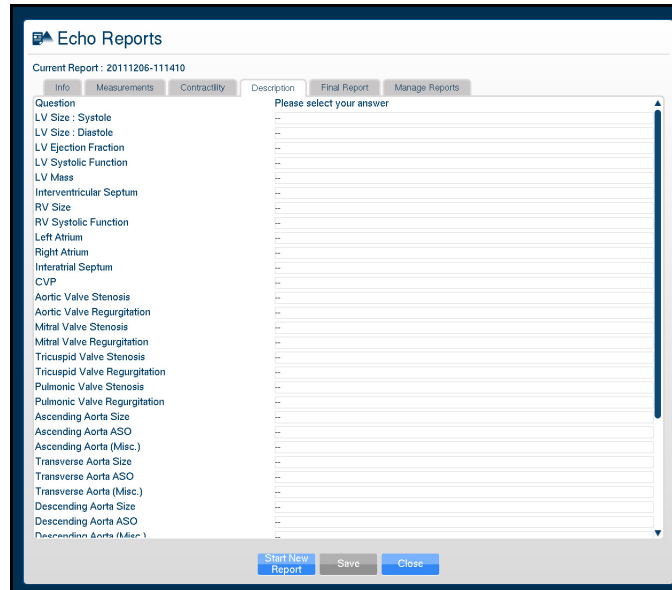 Echo Reports
Current Report : 20111206-111410
Info Measurements Contractility Description Final Report Manage Reports
Question Please select your answer
LV Size : Systole --
LV Size : Diastole --
LV Ejection Fraction --
LV Systolic Function --
LV Mass --
Interventricular Septum --
RV Size --
RV Systolic Function --
Left Atrium --
Right Atrium --
Interatrial Septum --
CVP --
Aortic Valve Stenosis --
Aortic Valve Regurgitation --
Mitral Valve Stenosis --
Mitral Valve Regurgitation --
Tricuspid Valve Stenosis --
Tricuspid Valve Regurgitation --
Pulmonic Valve Stenosis --
Pulmonic Valve Regurgitation --
Ascending Aorta Size --
Ascending Aorta ASO --
Ascending Aorta (Misc.) --
Transverse Aorta Size --
Transverse Aorta ASO --
Transverse Aorta (Misc.) --
Descending Aorta Size --
Descending Aorta ASO --
Descending Aorta (Misc.) --
Start New Report Save Close